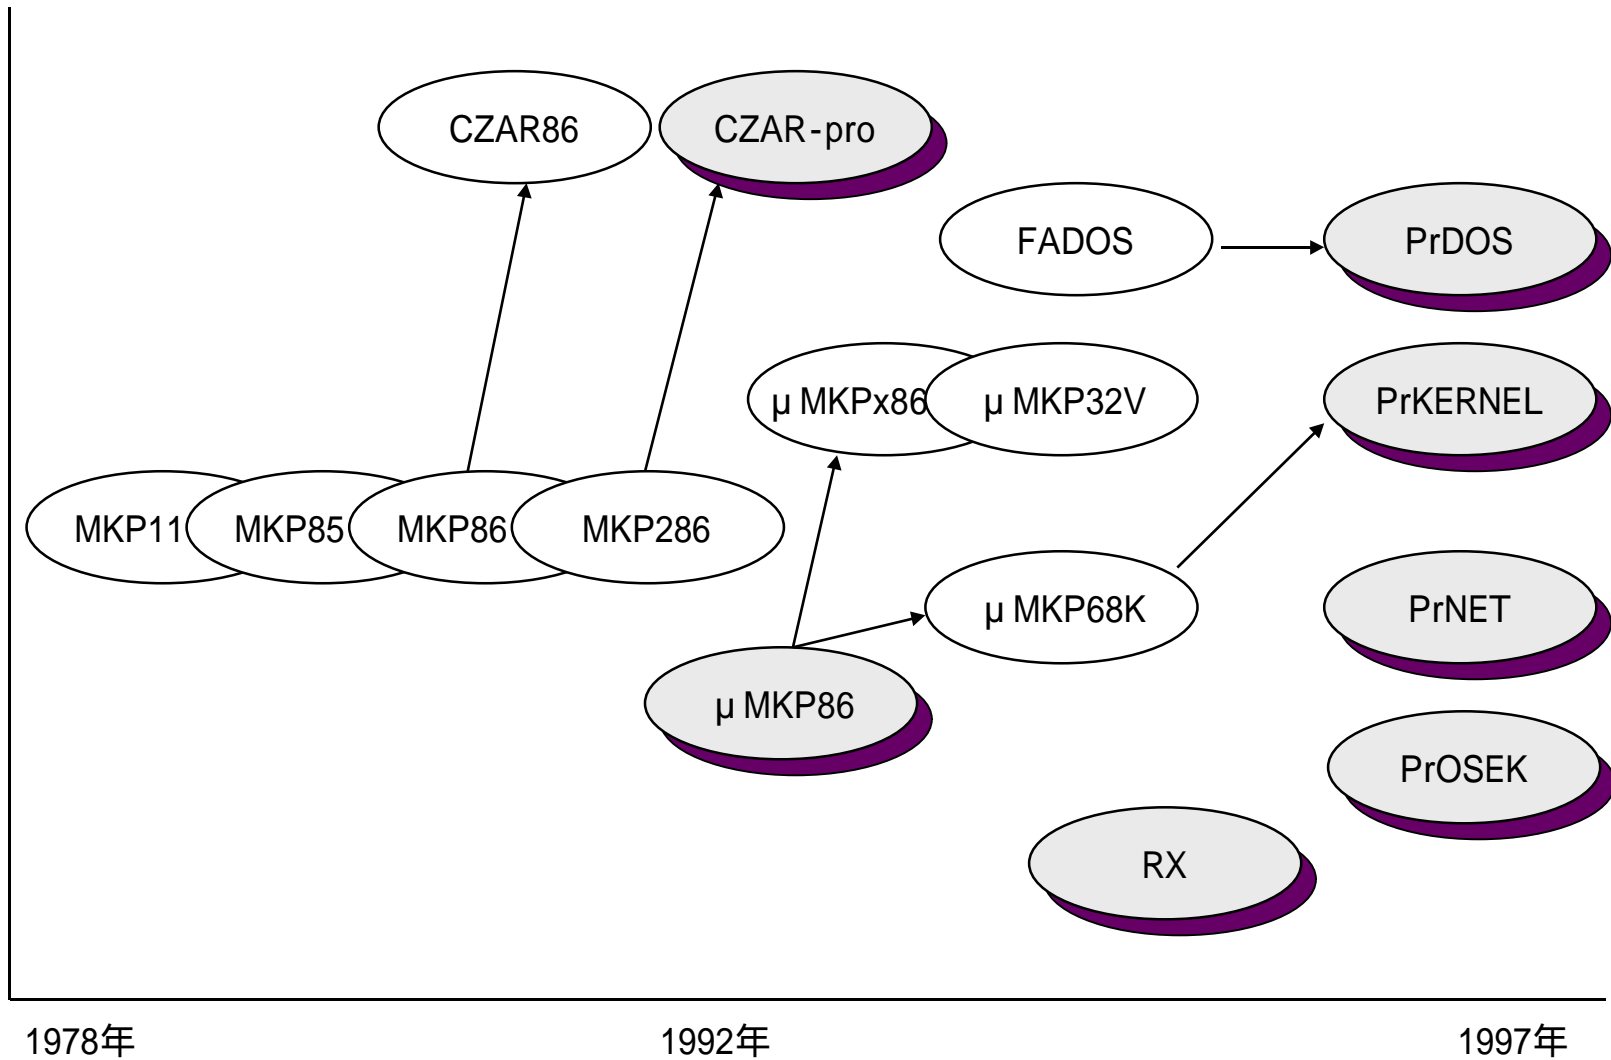 CZAR86
CZAR-pro
FADOS
PrDOS
μ MKPx86
μ MKP32V
PrKERNEL
MKP11
MKP85
MKP86
MKP286
μ MKP68K
PrNET
μ MKP86
PrOSEK
RX
1978年
1992年
1997年